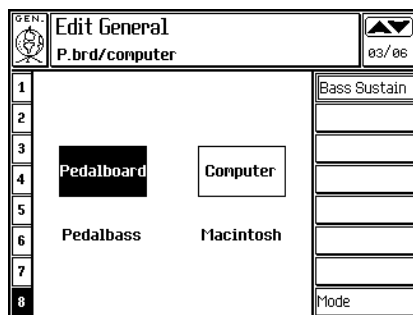 GEN.
Edit General
P.brd/computer
03/06
1 Bass Sustain
2
3
4
Pedalboard Computer
5
6
Pedalbass Macintosh
7
8 Mode